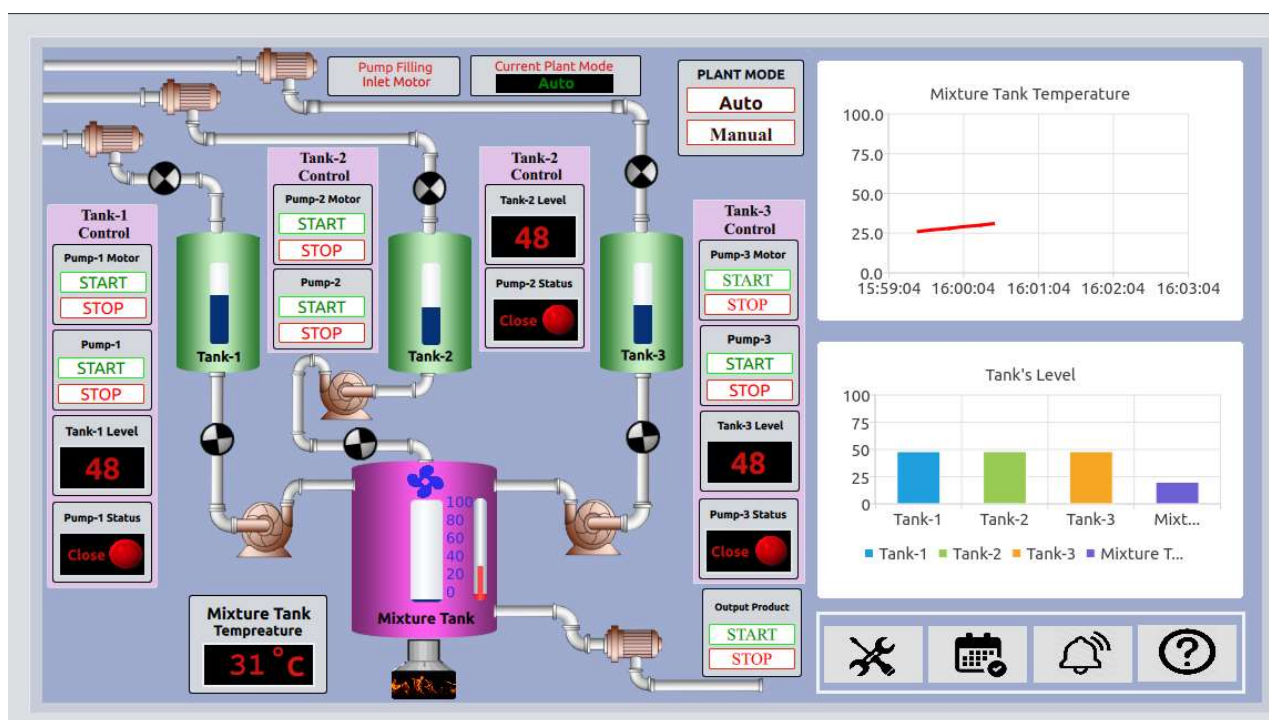 Pump Filling
Inlet Motor
Current Plant Mode
Auto
PLANT MODE
Auto
Manual
Tank-1
Control
Pump-1 Motor
START
STOP
Pump-1
START
STOP
Tank-1 Level
48
Pump-1 Status
Close
Tank-2
Control
Pump-2 Motor
START
STOP
Pump-2
START
STOP
Tank-2
Control
Tank-2 Level
48
Pump-2 Status
Close
Tank-3
Control
Pump-3 Motor
START
STOP
Pump-3
START
STOP
Tank-3 Level
48
Pump-3 Status
Close
Tank-1
Tank-2
Tank-3
100
80
60
40
20
0
Mixture Tank
Mixture Tank
Tempreature
31°C
Output Product
START
STOP
Mixture Tank Temperature
100.0
75.0
50.0
25.0
0.0
15:59:04 16:00:04 16:01:04 16:02:04 16:03:04
Tank's Level
100
75
50
25
0
Tank-1 Tank-2 Tank-3 Mixt...
Tank-1 Tank-2 Tank-3 Mixture T...